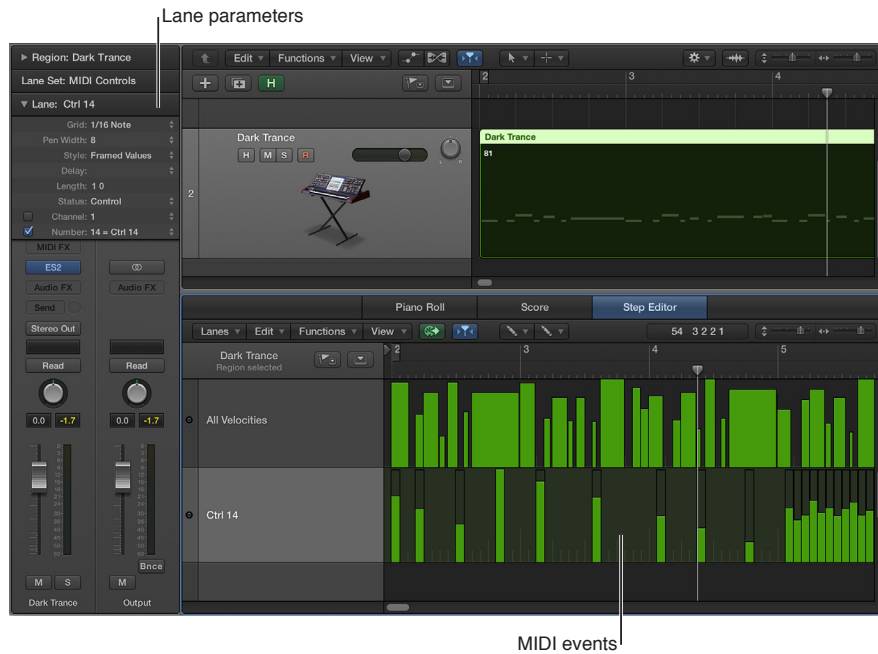 Lane parameters
Region: Dark Trance
Lane Set: MIDI Controls
Lane: Ctrl 14
Grid: 1/16 Note
Pen Width: 8
Style: Framed Values
Delay:
Length: 1 0
Status: Control
Channel: 1
Number: 14 = Ctrl 14
MIDI FX
ES2
Audio FX
Audio FX
Send
Stereo Out
Read
Read
0.0 -1.7
0.0 -1.7
Bnce
M S
M
Dark Trance
Output
Edit Functions View
H
2 3 4
2
Dark Trance
H M S R
L R
Dark Trance
81
Piano Roll Score Step Editor
Lanes Edit Functions View
54 3 2 2 1
Dark Trance
Region selected
2 3 4 5
All Velocities
Ctrl 14
MIDI events